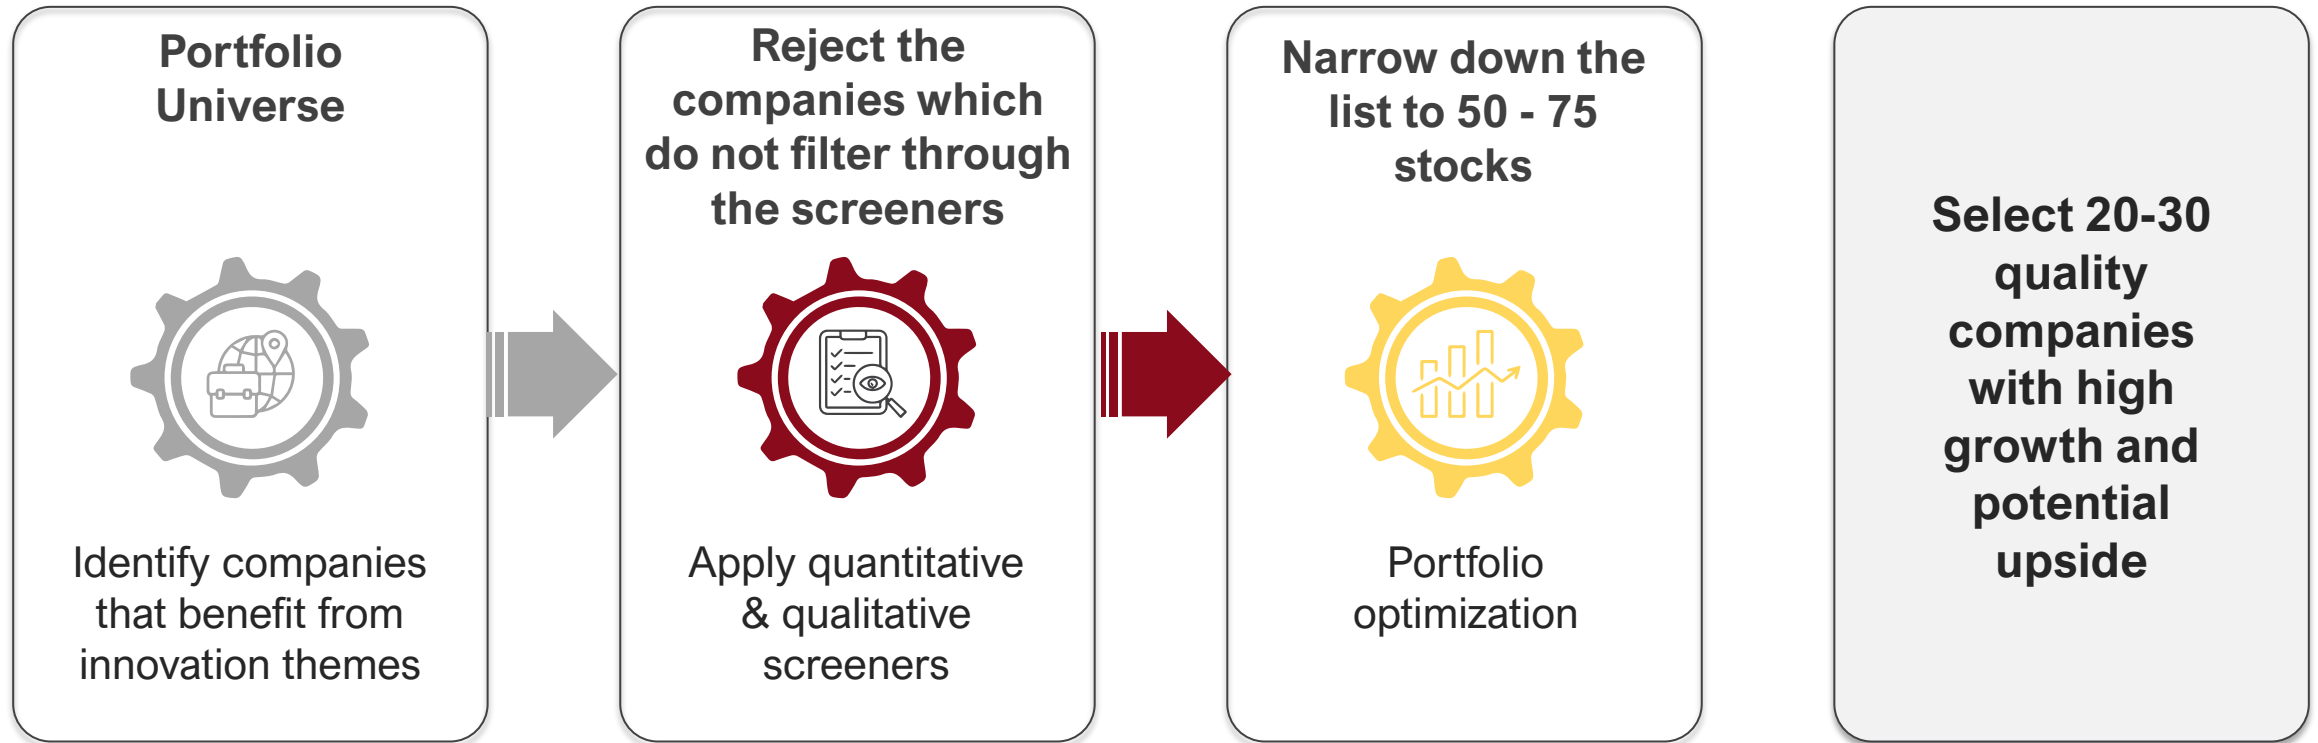 Portfolio
Universe
Identify companies
that benefit from
innovation themes
Reject the
companies which
do not filter through
the screeners
Apply quantitative
& qualitative
screeners
Narrow down the
list to 50 - 75
stocks
Portfolio
optimization
Select 20-30
quality
companies
with high
growth and
potential
upside